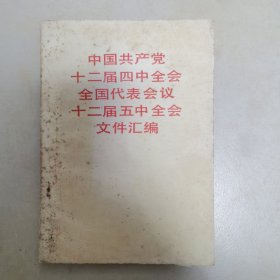 中国共产党
十二届四中全会
全国代表会议
十二届五中全会
文件汇编